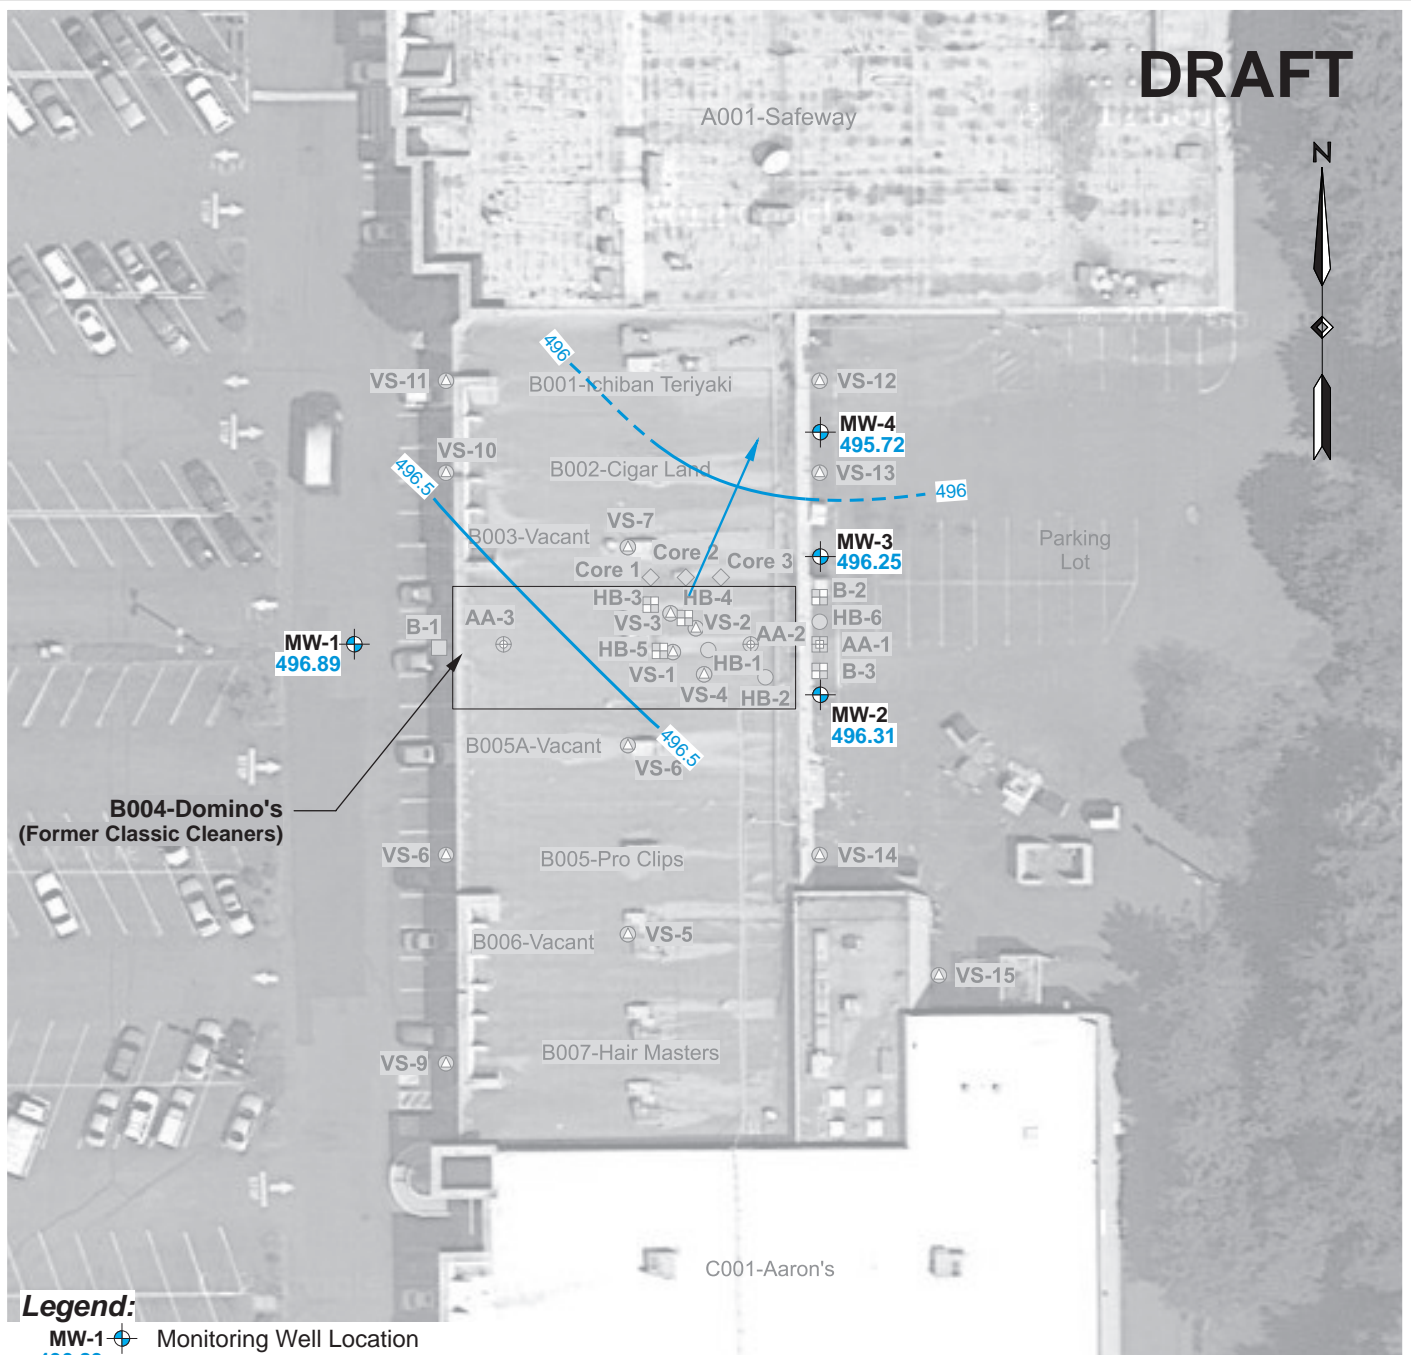 DRAFT
A001-Safeway
N
496
VS-11
B001-Ichiban Teriyaki
VS-12
MW-4
495.72
VS-10
496.5
B002-Cigar Land
VS-13
496
B003-Vacant
VS-7
MW-3
496.25
Parking
Lot
Core 1
Core 2
Core 3
HB-3
HB-4
B-2
AA-3
VS-3
VS-2
HB-6
B-1
MW-1
496.89
HB-5
AA-2
AA-1
HB-1
VS-1
B-3
VS-4
HB-2
MW-2
496.31
B005A-Vacant
496.5
VS-6
B004-Domino's
(Former Classic Cleaners)
VS-6
B005-Pro Clips
VS-14
B006-Vacant
VS-5
VS-15
VS-9
B007-Hair Masters
C001-Aaron's
Legend:
MW-1 Monitoring Well Location